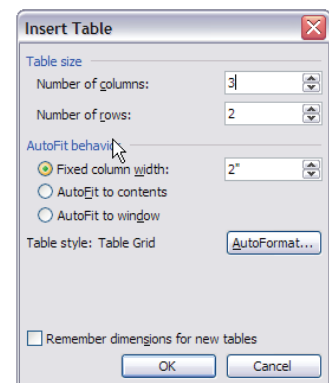 Insert Table
Table size
Number of columns: 3
Number of rows: 2
AutoFit behavior
Fixed column width: 2"
AutoFit to contents
AutoFit to window
Table style: Table Grid AutoFormat...
Remember dimensions for new tables
OK Cancel